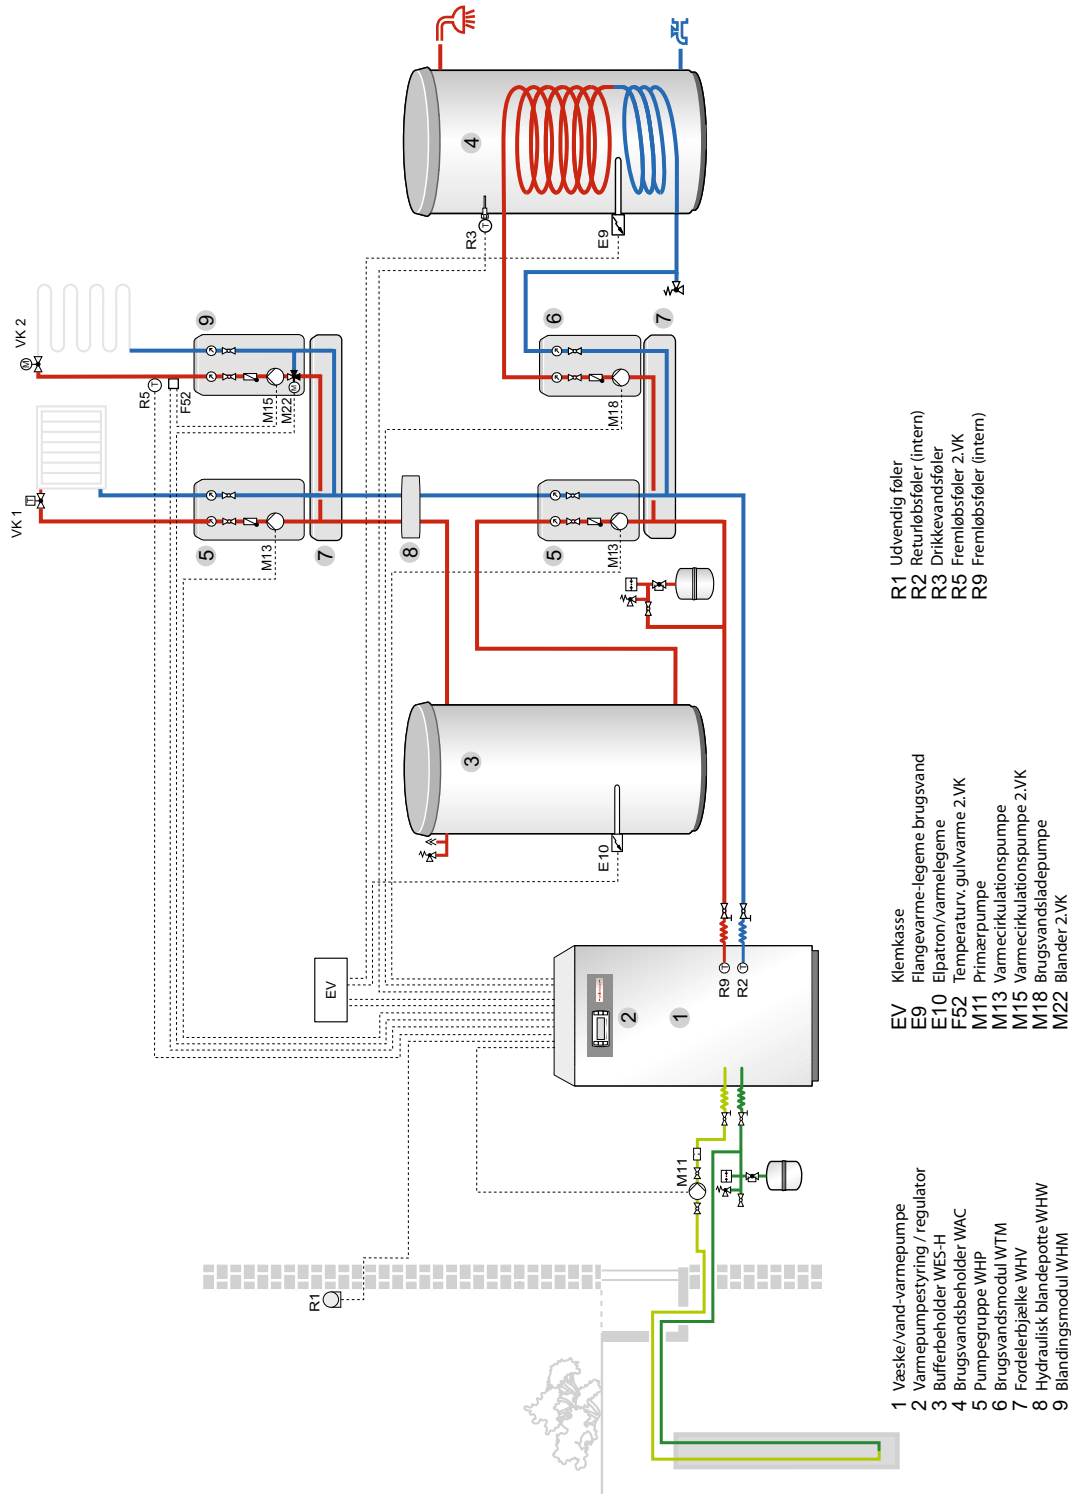 VK 1
VK 2
R5
F52
M15
M22
M13
5
9
7
8
R3
4
E9
6
M18
7
5
M13
3
E10
EV
2
1
R9
R2
M11
R1
1 Væske/vand-varmepumpe
2 Varmepumpestyring / regulator
3 Bufferbeholder WES-H
4 Brugsvandsbeholder WAC
5 Pumpegruppe WHP
6 Brugsvandsmodul WTM
7 Fordelerbjælke WHV
8 Hydraulisk blandepotte WHW
9 Blandingsmodul WHM
EV Klemkasse
E9 Flangevarme-legeme brugsvand
E10 Elpatron/varmelegeme
F52 Temperaturv. gulvvarme 2.VK
M11 Primærpumpe
M13 Varmecirkulationspumpe
M15 Varmecirkulationspumpe 2.VK
M18 Brugsvandsladepumpe
M22 Blander 2.VK
R1 Udvendig føler
R2 Returløbsføler (intern)
R3 Drikkevandsføler
R5 Fremløbsføler 2.VK
R9 Fremløbsføler (intern)